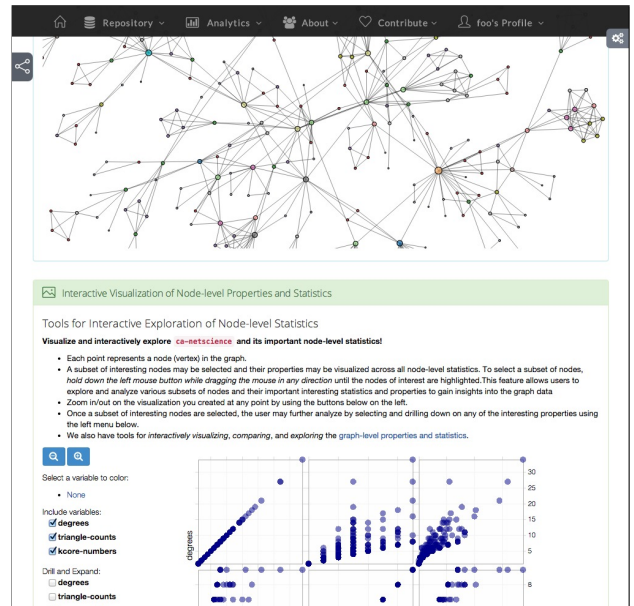 Repository Analytics About Contribute foo's Profile
Interactive Visualization of Node-level Properties and Statistics
Tools for Interactive Exploration of Node-level Statistics
Visualize and interactively explore ca-netscience and its important node-level statistics!
• Each point represents a node (vertex) in the graph.
• A subset of interesting nodes may be selected and their properties may be visualized across all node-level statistics. To select a subset of nodes,
hold down the left mouse button while dragging the mouse in any direction until the nodes of interest are highlighted.This feature allows users to
explore and analyze various subsets of nodes and their important interesting statistics and properties to gain insights into the graph data
• Zoom in/out on the visualization you created at any point by using the buttons below on the left.
• Once a subset of interesting nodes are selected, the user may further analyze by selecting and drilling down on any of the interesting properties using
the left menu below.
• We also have tools for interactively visualizing, comparing, and exploring the graph-level properties and statistics.
Select a variable to color:
• None
Include variables:
degrees
triangle-counts
kcore-numbers
Drill and Expand:
degrees
triangle-counts
degrees
30
25
20
15
10
5
8
6